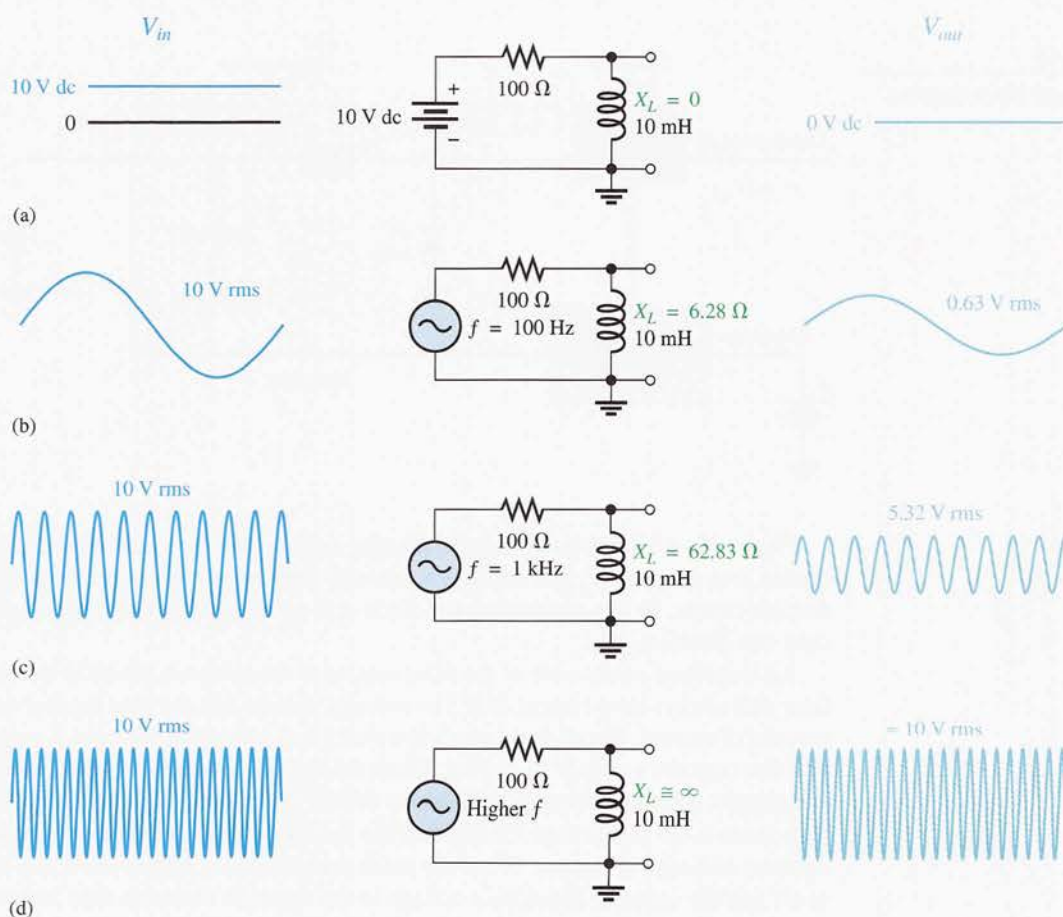 V_in
V_out
10 V dc
0
10 V dc
+
−
100 Ω
X_L = 0
10 mH
0 V dc
(a)
10 V rms
100 Ω
f = 100 Hz
X_L = 6.28 Ω
10 mH
0.63 V rms
(b)
10 V rms
100 Ω
f = 1 kHz
X_L = 62.83 Ω
10 mH
5.32 V rms
(c)
10 V rms
100 Ω
Higher f
X_L ≅ ∞
10 mH
= 10 V rms
(d)